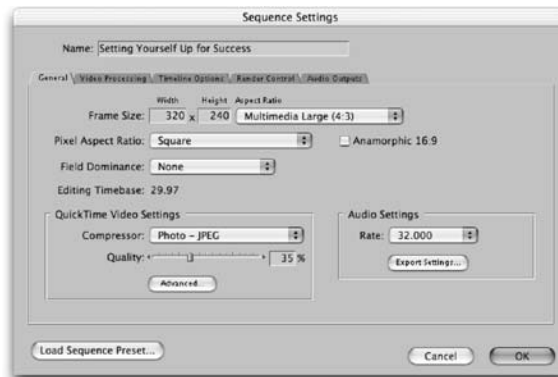 Sequence Settings
Name: Setting Yourself Up for Success
General Video Processing Timeline Options Render Control Audio Outputs
Width Height Aspect Ratio
Frame Size: 320 x 240 Multimedia Large (4:3)
Pixel Aspect Ratio: Square Anamorphic 16:9
Field Dominance: None
Editing Timebase: 29.97
QuickTime Video Settings Audio Settings
Compressor: Photo – JPEG Rate: 32.000
Quality: 35 % Export Settings...
Advanced...
Load Sequence Preset... Cancel OK